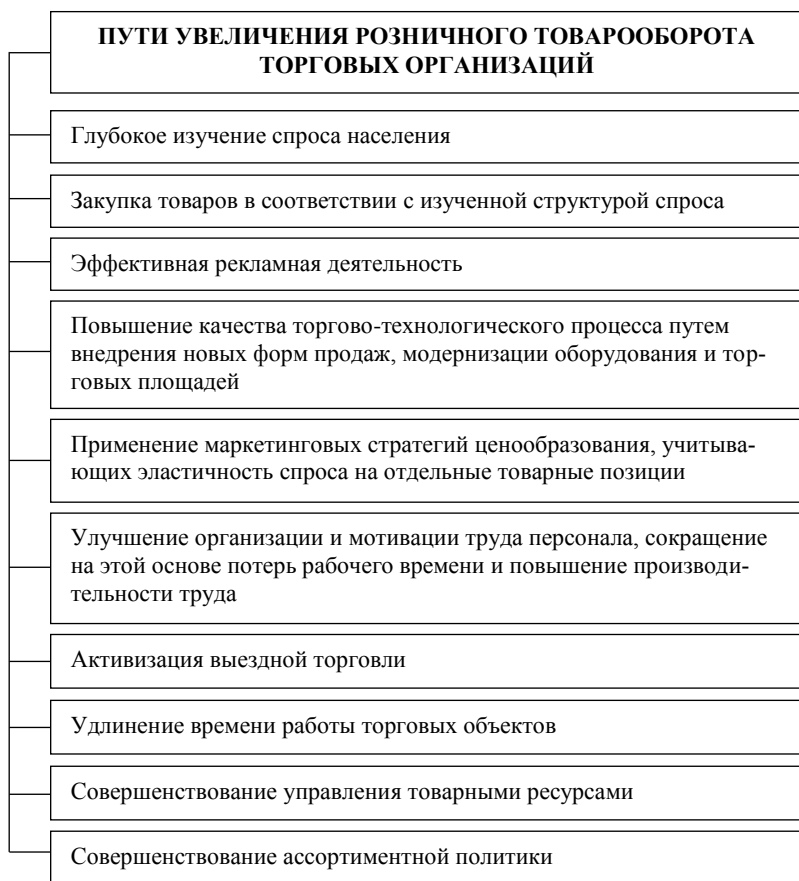 ПУТИ УВЕЛИЧЕНИЯ РОЗНИЧНОГО ТОВАРООБОРОТА
ТОРГОВЫХ ОРГАНИЗАЦИЙ
Глубокое изучение спроса населения
Закупка товаров в соответствии с изученной структурой спроса
Эффективная рекламная деятельность
Повышение качества торгово-технологического процесса путем
внедрения новых форм продаж, модернизации оборудования и тор-
говых площадей
Применение маркетинговых стратегий ценообразования, учитыва-
ющих эластичность спроса на отдельные товарные позиции
Улучшение организации и мотивации труда персонала, сокращение
на этой основе потерь рабочего времени и повышение производи-
тельности труда
Активизация выездной торговли
Удлинение времени работы торговых объектов
Совершенствование управления товарными ресурсами
Совершенствование ассортиментной политики